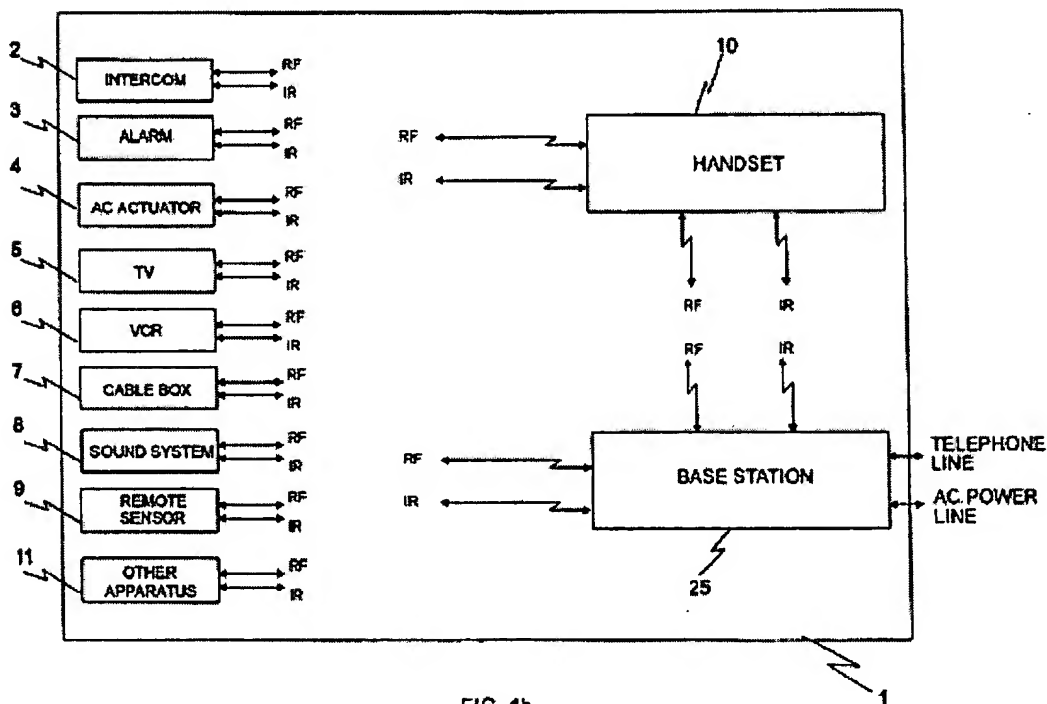 2
INTERCOM
RF
IR
3
ALARM
RF
IR
4
AC ACTUATOR
RF
IR
5
TV
RF
IR
6
VCR
RF
IR
7
CABLE BOX
RF
IR
8
SOUND SYSTEM
RF
IR
9
REMOTE
SENSOR
RF
IR
11
OTHER
APPARATUS
RF
IR
10
RF
IR
HANDSET
RF
IR
RF
IR
RF
IR
BASE STATION
TELEPHONE
LINE
AC. POWER
LINE
25
1